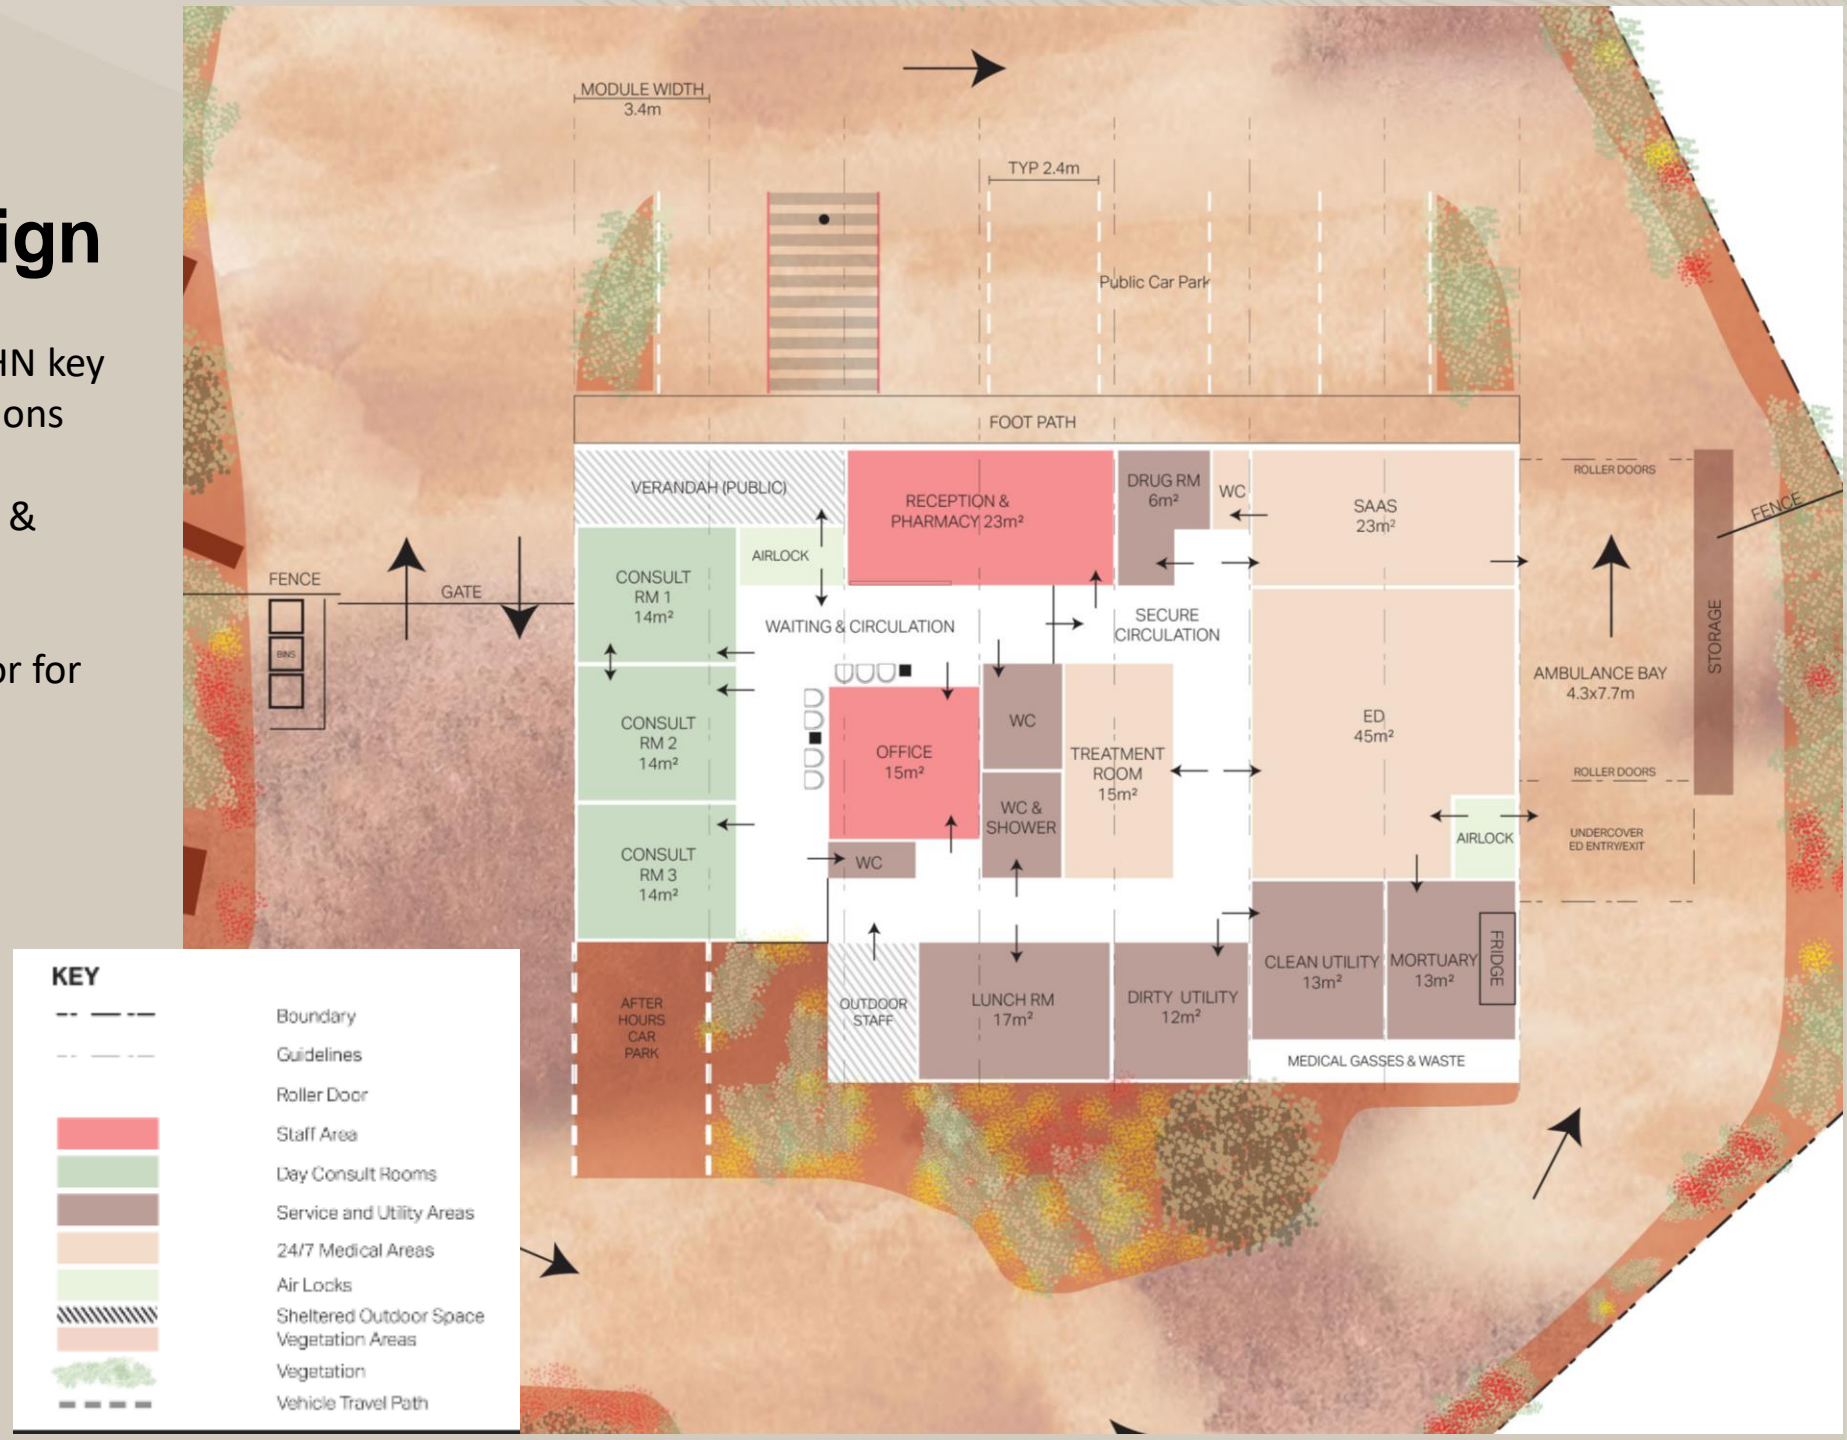 ign
HN key
ons
&
or for
MODULE WIDTH
3.4m
TYP 2.4m
Public Car Park
FOOT PATH
VERANDAH (PUBLIC)
RECEPTION &
PHARMACY 23m²
DRUG RM
6m²
WC
SAAS
23m²
ROLLER DOORS
FENCE
AIRLOCK
CONSULT
RM 1
14m²
FENCE
GATE
BINS
WAITING & CIRCULATION
SECURE
CIRCULATION
STORAGE
AMBULANCE BAY
4.3x7.7m
CONSULT
RM 2
14m²
OFFICE
15m²
WC
TREATMENT
ROOM
15m²
ED
45m²
ROLLER DOORS
WC &
SHOWER
AIRLOCK
UNDERCOVER
ED ENTRY/EXIT
CONSULT
RM 3
14m²
WC
CLEAN UTILITY
13m²
MORTUARY
13m²
FRIDGE
AFTER
HOURS
CAR
PARK
OUTDOOR
STAFF
LUNCH RM
17m²
DIRTY UTILITY
12m²
MEDICAL GASSES & WASTE
KEY
Boundary
Guidelines
Roller Door
Staff Area
Day Consult Rooms
Service and Utility Areas
24/7 Medical Areas
Air Locks
Sheltered Outdoor Space
Vegetation Areas
Vegetation
Vehicle Travel Path